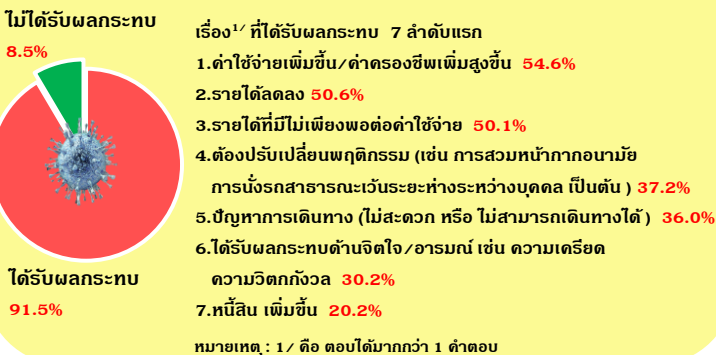 ไม่ได้รับผลกระทบ
8.5%
ได้รับผลกระทบ
91.5%
เรื่อง1/ ที่ได้รับผลกระทบ 7 ลำดับแรก
1.ค่าใช้จ่ายเพิ่มขึ้น/ค่าครองชีพเพิ่มสูงขึ้น 54.6%
2.รายได้ลดลง 50.6%
3.รายได้ที่มีไม่เพียงพอต่อค่าใช้จ่าย 50.1%
4.ต้องปรับเปลี่ยนพฤติกรรม (เช่น การสวมหน้ากากอนามัย
การนั่งรถสาธารณะเว้นระยะห่างระหว่างบุคคล เป็นต้น ) 37.2%
5.ปัญหาการเดินทาง (ไม่สะดวก หรือ ไม่สามารถเดินทางได้ ) 36.0%
6.ได้รับผลกระทบด้านจิตใจ/อารมณ์ เช่น ความเครียด
ความวิตกกังวล 30.2%
7.หนี้สิน เพิ่มขึ้น 20.2%
หมายเหตุ : 1/ คือ ตอบได้มากกว่า 1 คำตอบ